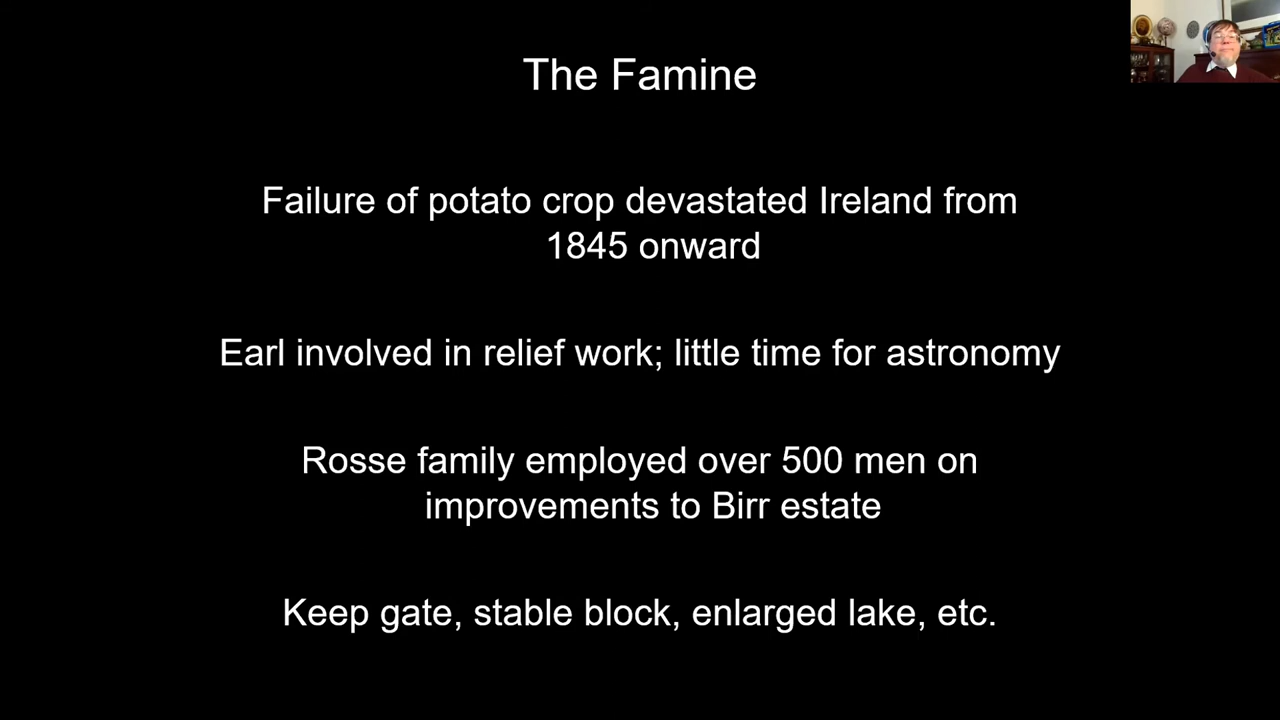 The Famine
Failure of potato crop devastated Ireland from
1845 onward
Earl involved in relief work; little time for astronomy
Rosse family employed over 500 men on
improvements to Birr estate
Keep gate, stable block, enlarged lake, etc.